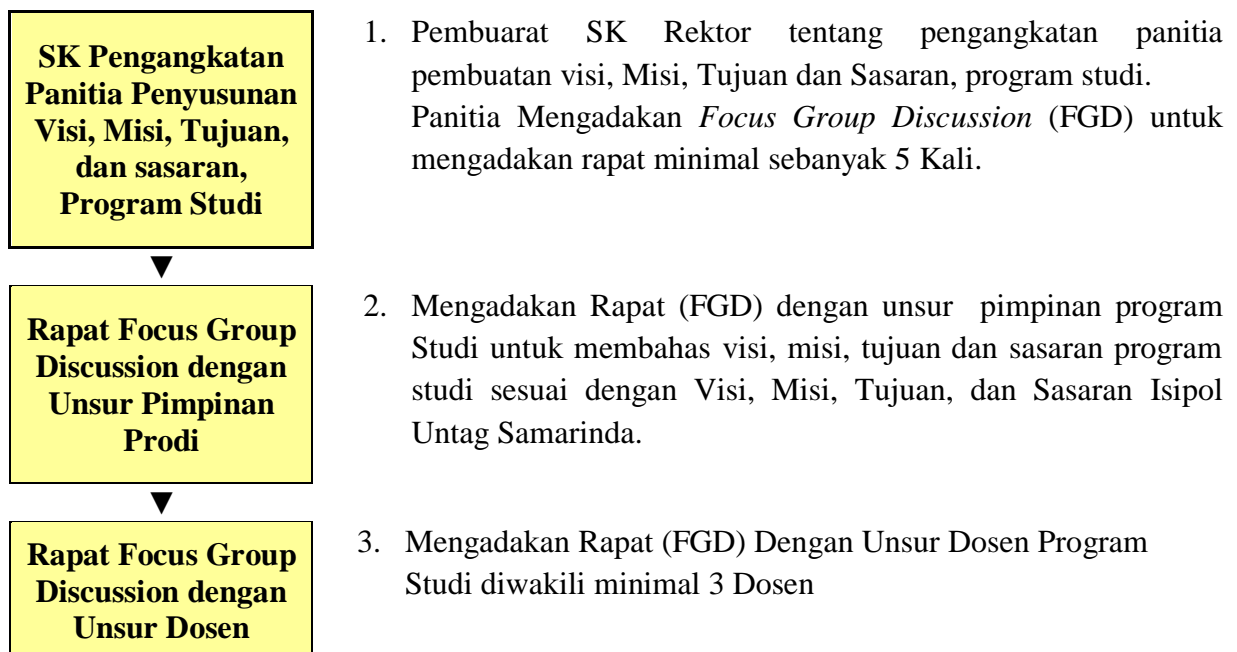 SK Pengangkatan
Panitia Penyusunan
Visi, Misi, Tujuan,
dan sasaran,
Program Studi
1. Pembuarat SK Rektor tentang pengangkatan panitia
pembuatan visi, Misi, Tujuan dan Sasaran, program studi.
Panitia Mengadakan Focus Group Discussion (FGD) untuk
mengadakan rapat minimal sebanyak 5 Kali.
▼
Rapat Focus Group
Discussion dengan
Unsur Pimpinan
Prodi
2. Mengadakan Rapat (FGD) dengan unsur pimpinan program
Studi untuk membahas visi, misi, tujuan dan sasaran program
studi sesuai dengan Visi, Misi, Tujuan, dan Sasaran Isipol
Untag Samarinda.
▼
Rapat Focus Group
Discussion dengan
Unsur Dosen
3. Mengadakan Rapat (FGD) Dengan Unsur Dosen Program
Studi diwakili minimal 3 Dosen